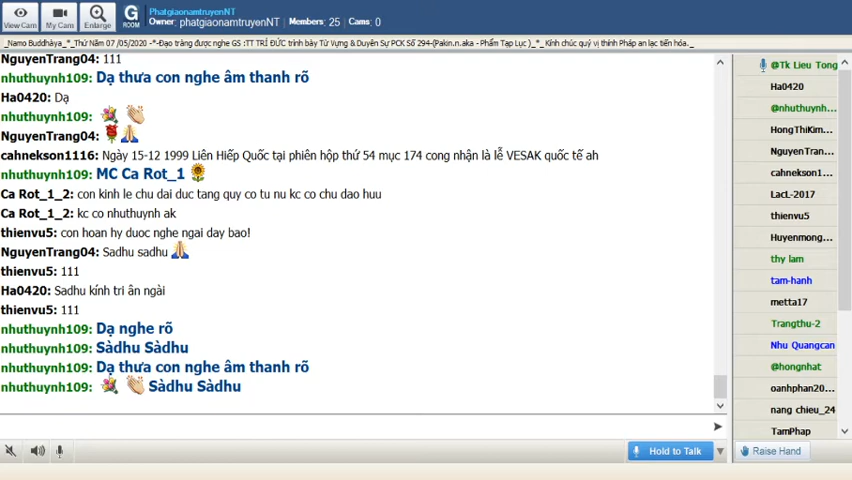 View Cam
My Cam
Enlarge
G ROOM
PhatgiaonamtruyenNT
Owner: phatgiaonamtruyenNT Members: 25 Cams: 0
_Namo Buddhàya_*_Thứ Năm 07 /05/2020 -*-Đạo tràng được nghe GS :TT TRÍ ĐỨC trình bày Tứ Vựng & Duyên Sự PCK Số 294-(Pakin.n.aka - Phẩm Tạp Lục )_*_ Kính chúc quý vị thính Pháp an lạc tiến hóa._
NguyenTrang04: 111
nhuthuynh109: Dạ thưa con nghe âm thanh rõ
Ha0420: Dạ
nhuthuynh109:
NguyenTrang04:
cahnekson1116: Ngày 15-12 1999 Liên Hiếp Quốc tại phiên hộp thứ 54 mục 174 cong nhận là lễ VESAK quốc tế ah
nhuthuynh109: MC Ca Rot_1
Ca Rot_1_2: con kinh le chu dai duc tang quy co tu nu kc co chu dao huu
Ca Rot_1_2: kc co nhuthuynh ak
thienvu5: con hoan hy duoc nghe ngai day bao!
NguyenTrang04: Sadhu sadhu
thienvu5: 111
Ha0420: Sadhu kính tri ân ngài
thienvu5: 111
nhuthuynh109: Dạ nghe rõ
nhuthuynh109: Sàdhu Sàdhu
nhuthuynh109: Dạ thưa con nghe âm thanh rõ
nhuthuynh109: Sàdhu Sàdhu
@Tk Lieu Tong
Ha0420
@nhuthuynh...
HongThiKim...
NguyenTran...
cahnekson1...
LacL-2017
thienvu5
Huyenmong...
thy lam
tam-hanh
metta17
Trangthu-2
Nhu Quangcan
@hongnhat
oanhphan20...
nang chieu_24
TamPhap
Hold to Talk
Raise Hand